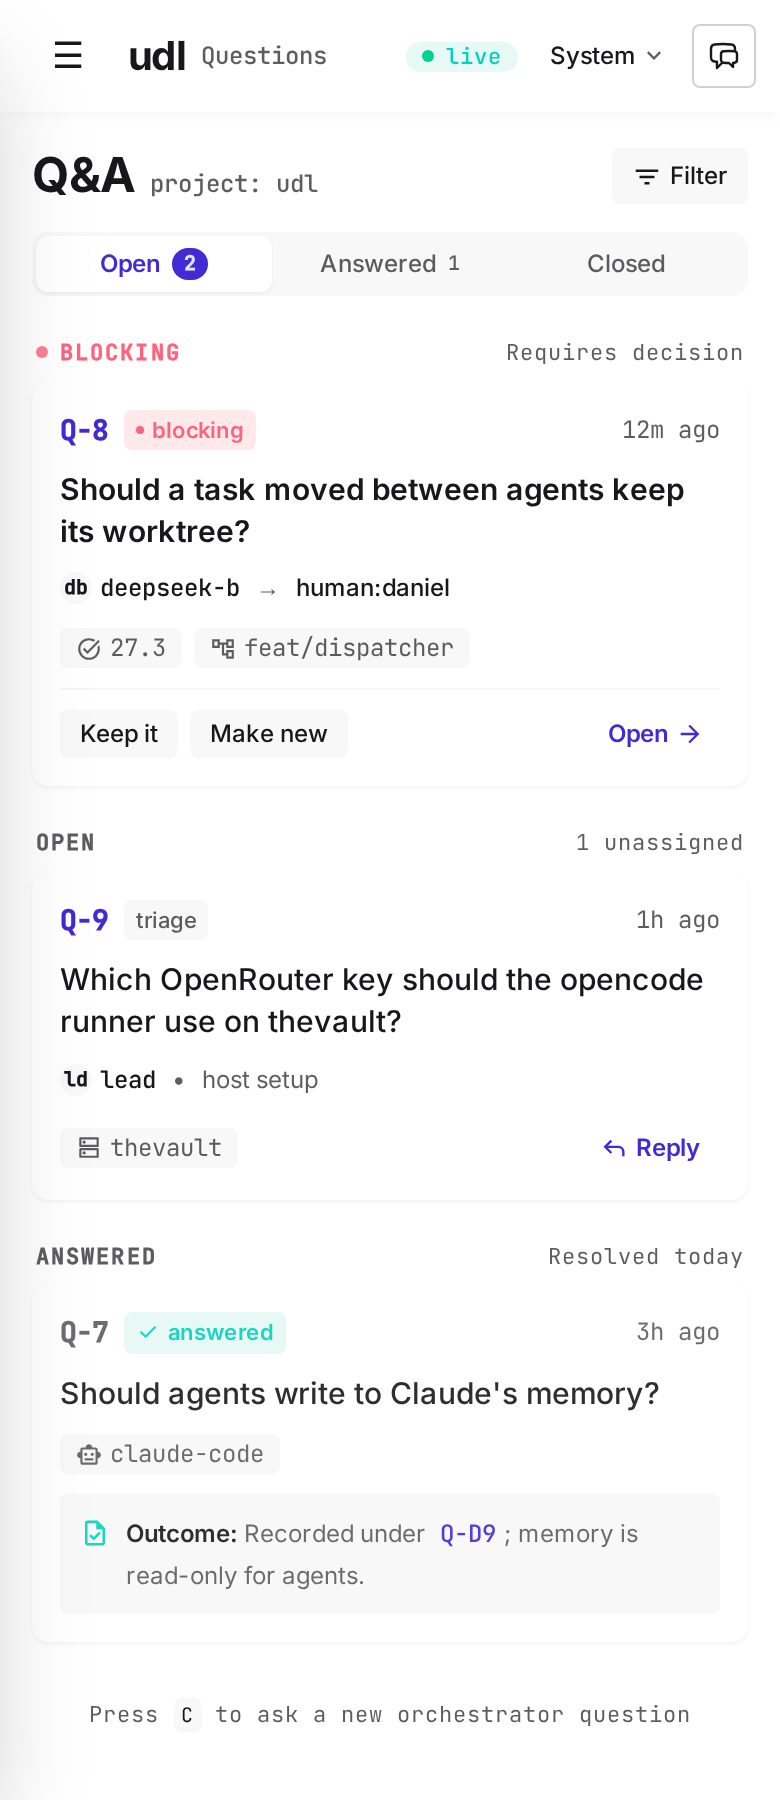 udl Questions live System
Q&A project: udl Filter
Open 2 Answered 1 Closed
BLOCKING Requires decision
Q-8 blocking 12m ago
Should a task moved between agents keep
its worktree?
db deepseek-b → human:daniel
27.3 feat/dispatcher
Keep it Make new Open →
OPEN 1 unassigned
Q-9 triage 1h ago
Which OpenRouter key should the opencode
runner use on thevault?
ld lead • host setup
thevault Reply
ANSWERED Resolved today
Q-7 answered 3h ago
Should agents write to Claude's memory?
claude-code
Outcome: Recorded under Q-D9 ; memory is
read-only for agents.
Press C to ask a new orchestrator question